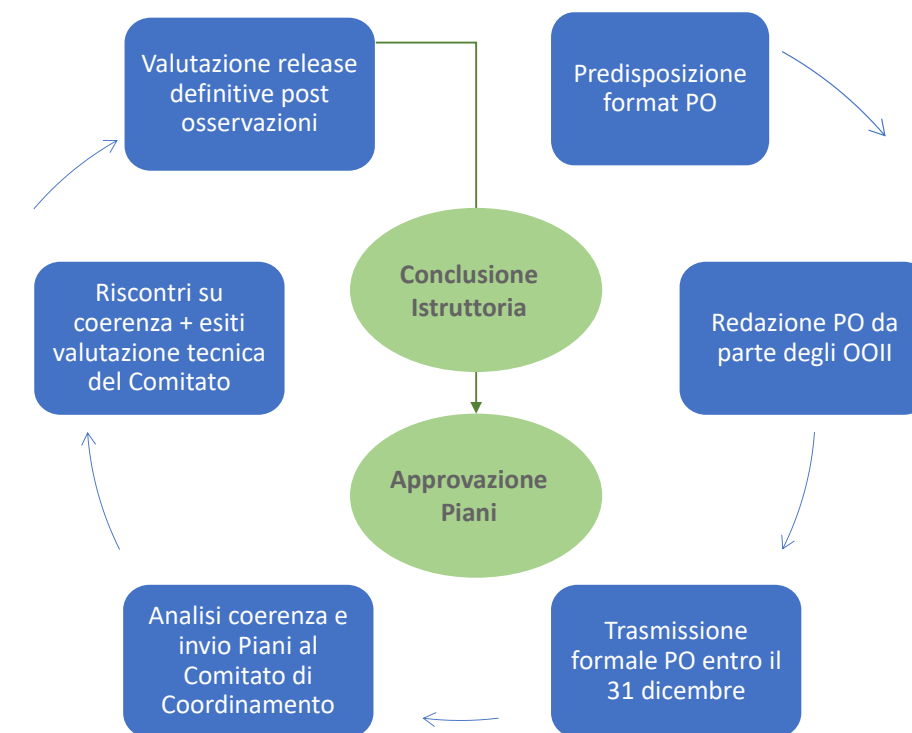 Predisposizione
format PO
Redazione PO da
parte degli OOII
Trasmissione
formale PO entro il
31 dicembre
Analisi coerenza e
invio Piani al
Comitato di
Coordinamento
Riscontri su
coerenza + esiti
valutazione tecnica
del Comitato
Valutazione release
definitive post
osservazioni
Conclusione
Istruttoria
Approvazione
Piani